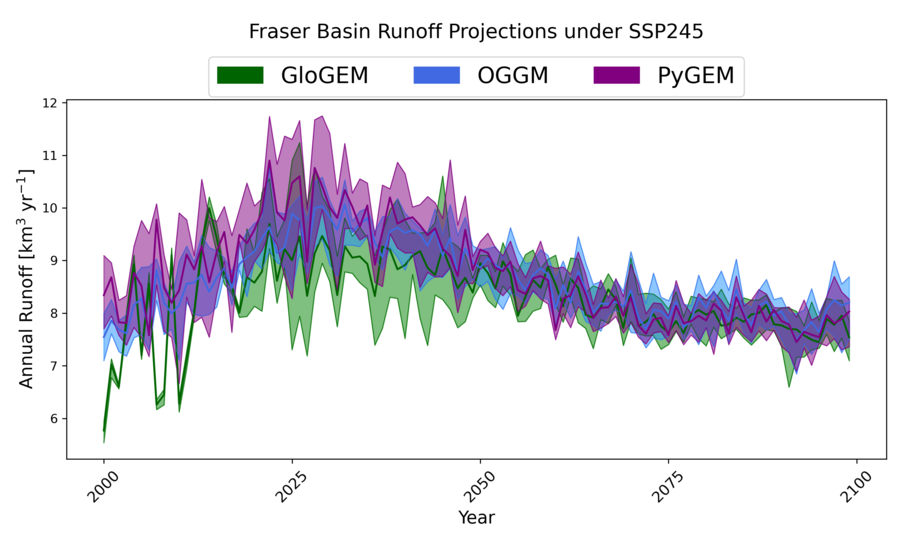 Fraser Basin Runoff Projections under SSP245
GloGEM OGGM PyGEM
12
11
10
9
8
7
6
Annual Runoff [km³ yr⁻¹]
2000 2025 2050 2075 2100
Year